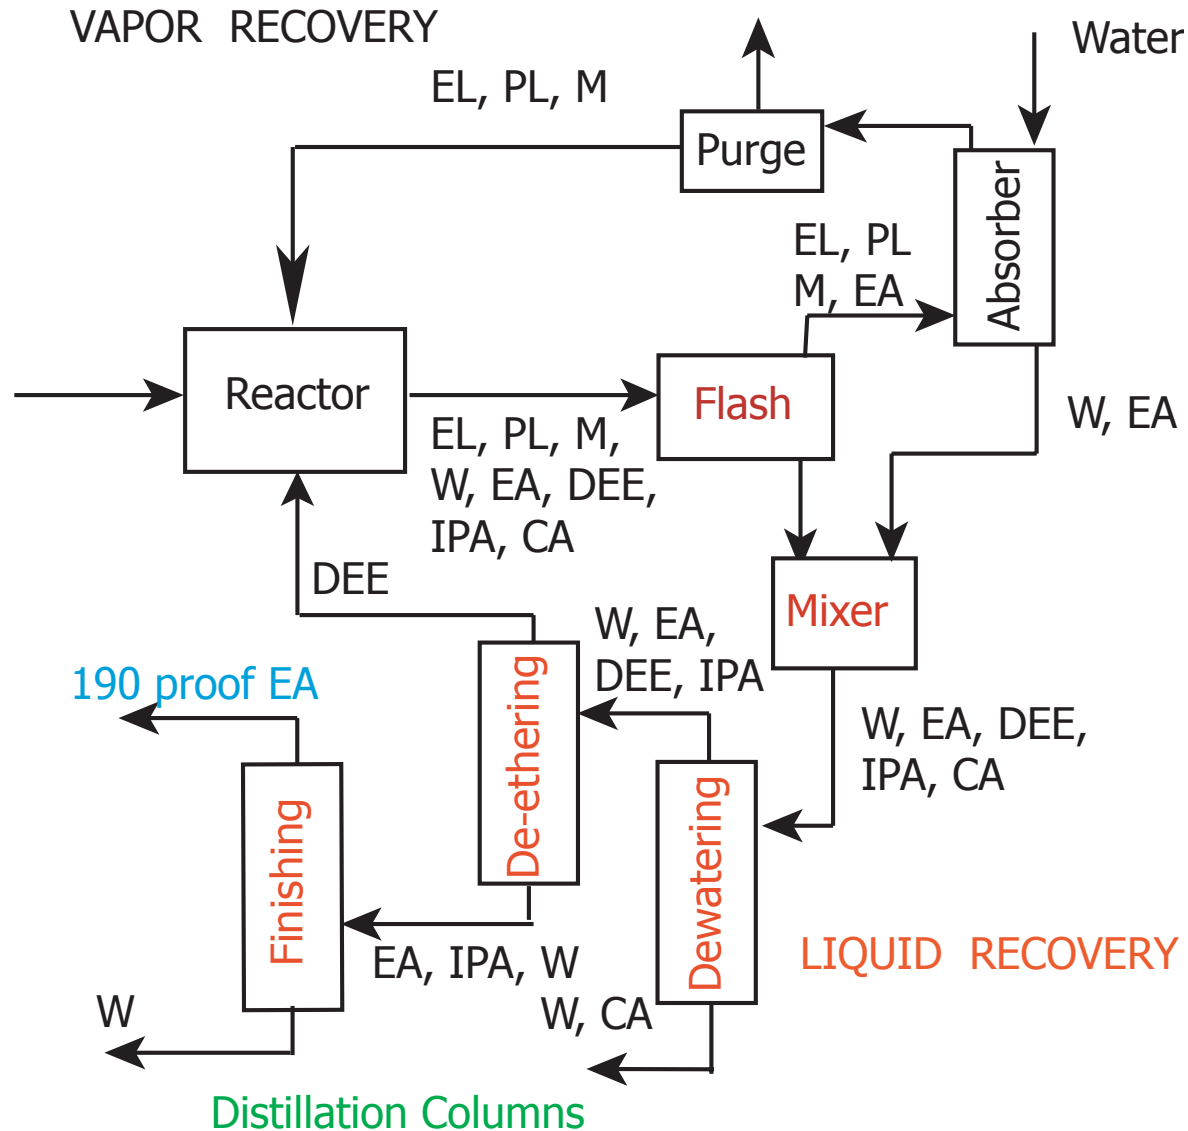 VAPOR RECOVERY
Water
EL, PL, M
Purge
Absorber
EL, PL
M, EA
Reactor
Flash
W, EA
EL, PL, M,
W, EA, DEE,
IPA, CA
DEE
Mixer
W, EA,
DEE, IPA
190 proof EA
De-ethering
W, EA, DEE,
IPA, CA
Finishing
Dewatering
EA, IPA, W
LIQUID RECOVERY
W, CA
W
Distillation Columns